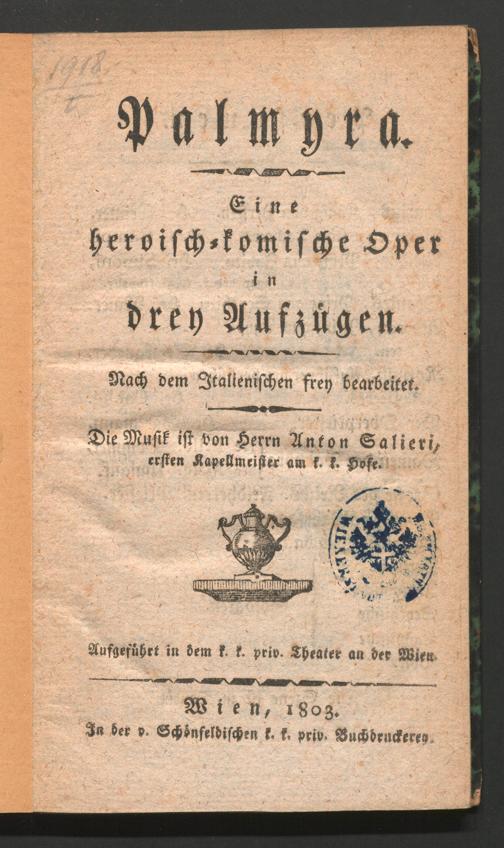 1918.
Palmyra.
Eine
heroisch-komische Oper
in
drey Aufzügen.
Nach dem Italienischen frey bearbeitet.
Die Musik ist von Herrn Anton Salieri,
ersten Kapellmeister am k. k. Hofe.
Aufgeführt in dem k. k. priv. Theater an der Wien.
Wien, 1803.
In der v. Schönfeldischen k. k. priv. Buchdruckerey.